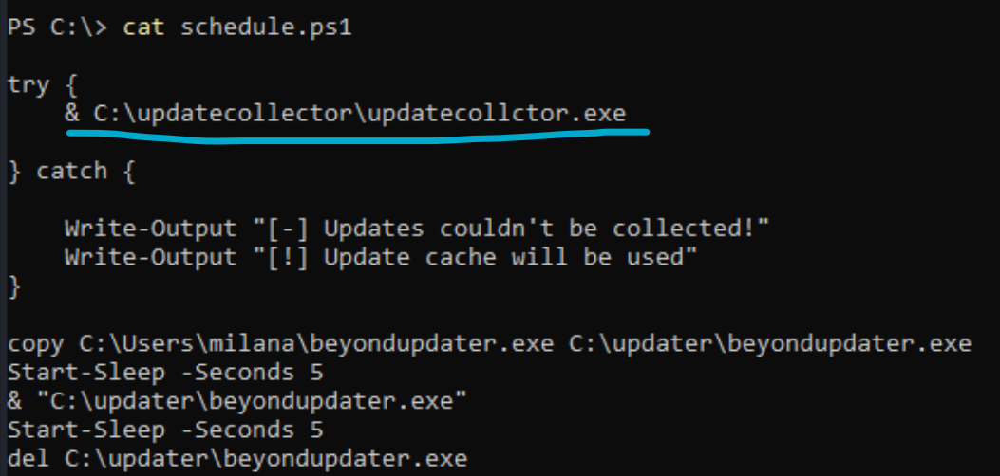 PS C:\> cat schedule.ps1
try {
& C:\updatecollector\updatecollctor.exe
} catch {
Write-Output "[-] Updates couldn't be collected!"
Write-Output "[!] Update cache will be used"
}
copy C:\Users\milana\beyondupdater.exe C:\updater\beyondupdater.exe
Start-Sleep -Seconds 5
& "C:\updater\beyondupdater.exe"
Start-Sleep -Seconds 5
del C:\updater\beyondupdater.exe